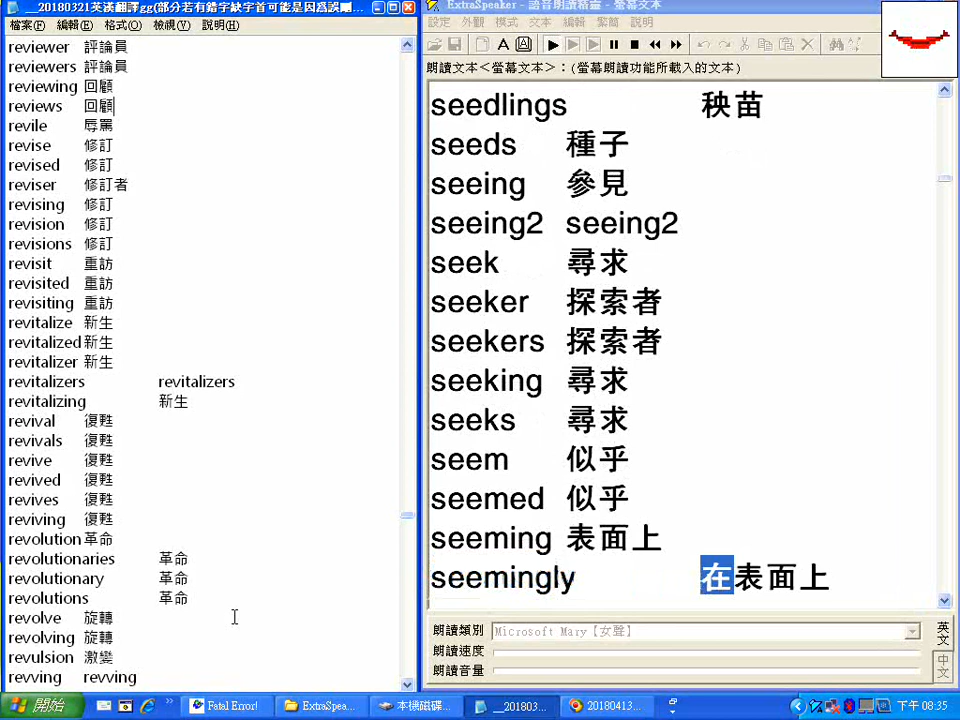 __20180321英漢翻譯gg(部分若有錯字缺字首可能是因為誤刪...
檔案(F) 編輯(E) 格式(O) 檢視(V) 說明(H)
reviewer 評論員
reviewers 評論員
reviewing 回顧
reviews 回顧
revile 辱罵
revise 修訂
revised 修訂
reviser 修訂者
revising 修訂
revision 修訂
revisions 修訂
revisit 重訪
revisited 重訪
revisiting 重訪
revitalize 新生
revitalized 新生
revitalizer 新生
revitalizers revitalizers
revitalizing 新生
revival 復甦
revivals 復甦
revive 復甦
revived 復甦
revives 復甦
reviving 復甦
revolution 革命
revolutionaries 革命
revolutionary 革命
revolutions 革命
revolve 旋轉
revolving 旋轉
revulsion 激變
revving revving
ExtraSpeaker - 語音朗讀精靈 - 螢幕文本
設定 外觀 模式 文本 編輯 繁簡 說明
朗讀文本<螢幕文本>：(螢幕朗讀功能所載入的文本)
seedlings 秧苗
seeds 種子
seeing 參見
seeing2 seeing2
seek 尋求
seeker 探索者
seekers 探索者
seeking 尋求
seeks 尋求
seem 似乎
seemed 似乎
seeming 表面上
seemingly 在表面上
朗讀類別 Microsoft Mary【女聲】
朗讀速度
朗讀音量
英文
中文
開始 Fatal Error! ExtraSpea... 本機磁碟... __201803... 20180413... 下午 08:35